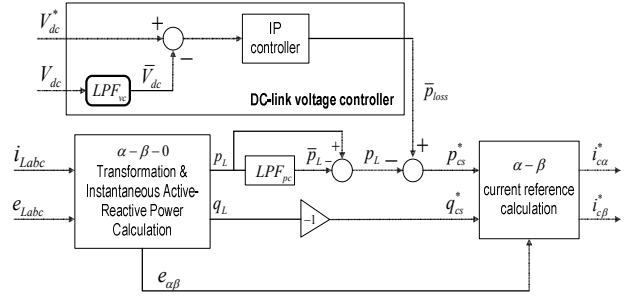 V*dc
+
−
IP
controller
Vdc
LPFvc
V̅dc
DC-link voltage controller
p̅loss
iLabc
eLabc
α−β−0
Transformation &
Instantaneous Active-
Reactive Power
Calculation
pL
LPFpc
p̅L
−
+
pL
−
+
p*cs
qL
-1
q*cs
α−β
current reference
calculation
i*cα
i*cβ
eαβ